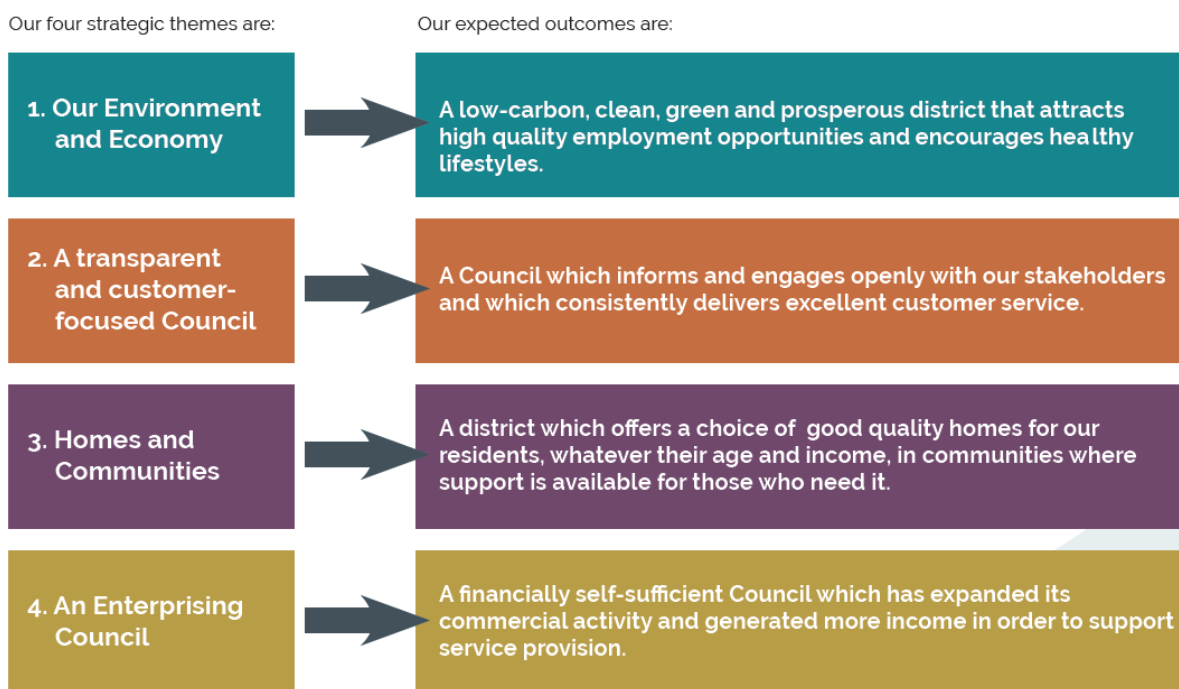 Our four strategic themes are:
Our expected outcomes are:
1. Our Environment
and Economy
A low-carbon, clean, green and prosperous district that attracts
high quality employment opportunities and encourages healthy
lifestyles.
2. A transparent
and customer-
focused Council
A Council which informs and engages openly with our stakeholders
and which consistently delivers excellent customer service.
3. Homes and
Communities
A district which offers a choice of good quality homes for our
residents, whatever their age and income, in communities where
support is available for those who need it.
4. An Enterprising
Council
A financially self-sufficient Council which has expanded its
commercial activity and generated more income in order to support
service provision.